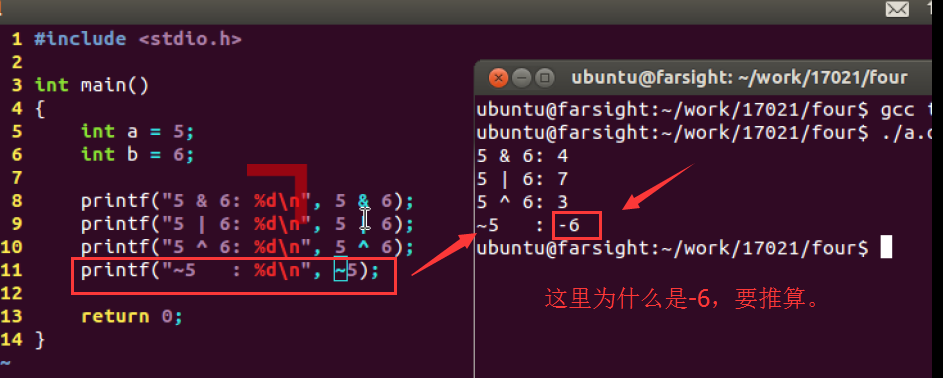 1 #include <stdio.h>
2
3 int main()
4 {
5     int a = 5;
6     int b = 6;
7
8     printf("5 & 6: %d\n", 5 & 6);
9     printf("5 | 6: %d\n", 5 | 6);
10     printf("5 ^ 6: %d\n", 5 ^ 6);
11     printf("~5   : %d\n", ~5);
12
13     return 0;
14 }
~
ubuntu@farsight: ~/work/17021/four
ubuntu@farsight:~/work/17021/four$ gcc
ubuntu@farsight:~/work/17021/four$ ./a.
5 & 6: 4
5 | 6: 7
5 ^ 6: 3
~5   : -6
ubuntu@farsight:~/work/17021/four$
这里为什么是-6，要推算。